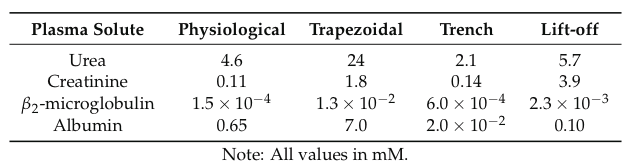 Plasma Solute Physiological Trapezoidal Trench Lift-off
Urea 4.6 24 2.1 5.7
Creatinine 0.11 1.8 0.14 3.9
β₂-microglobulin 1.5 × 10⁻⁴ 1.3 × 10⁻² 6.0 × 10⁻⁴ 2.3 × 10⁻³
Albumin 0.65 7.0 2.0 × 10⁻² 0.10
Note: All values in mM.